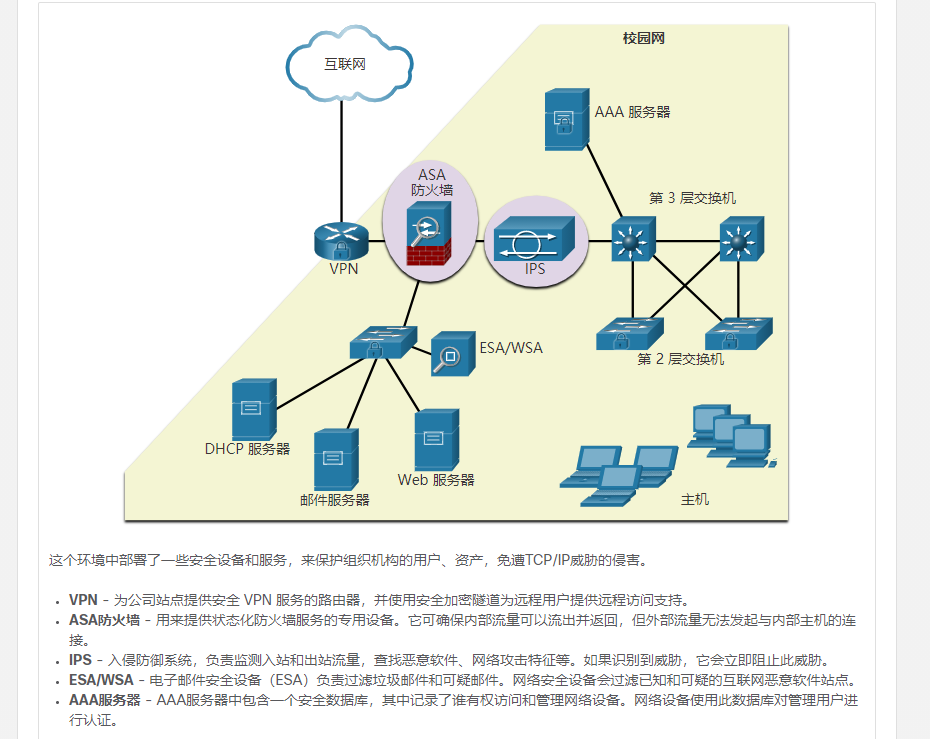 校园网
互联网
AAA 服务器
ASA
防火墙
第 3 层交换机
VPN
IPS
ESA/WSA
第 2 层交换机
DHCP 服务器
Web 服务器
邮件服务器
主机
这个环境中部署了一些安全设备和服务，来保护组织机构的用户、资产，免遭TCP/IP威胁的侵害。
VPN - 为公司站点提供安全 VPN 服务的路由器，并使用安全加密隧道为远程用户提供远程访问支持。
ASA防火墙 - 用来提供状态化防火墙服务的专用设备。它可确保内部流量可以流出并返回，但外部流量无法发起与内部主机的连
接。
IPS - 入侵防御系统，负责监测入站和出站流量，查找恶意软件、网络攻击特征等。如果识别到威胁，它会立即阻止此威胁。
ESA/WSA - 电子邮件安全设备（ESA）负责过滤垃圾邮件和可疑邮件。网络安全设备会过滤已知和可疑的互联网恶意软件站点。
AAA服务器 - AAA服务器中包含一个安全数据库，其中记录了谁有权访问和管理网络设备。网络设备使用此数据库对管理用户进
行认证。